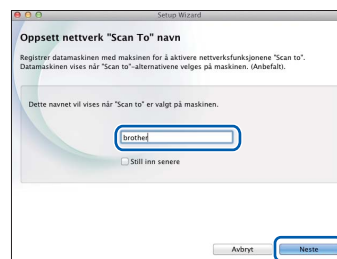 Setup Wizard
Oppsett nettverk "Scan To" navn
Registrer datamaskinen med maksinen for å aktivere nettverksfunksjonene "Scan to".
Datamaskinen vises når "Scan to"-alternativene velges på maskinen. (Anbefalt).
Dette navnet vil vises når "Scan to" er valgt på maskinen.
brother
Still inn senere
Avbryt
Neste